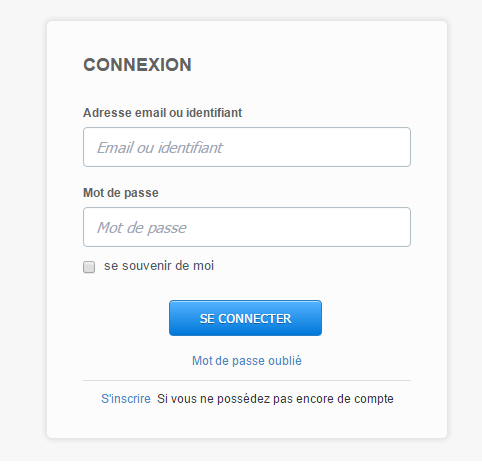 CONNEXION
Adresse email ou identifiant
Email ou identifiant
Mot de passe
Mot de passe
se souvenir de moi
SE CONNECTER
Mot de passe oublié
S'inscrire Si vous ne possédez pas encore de compte